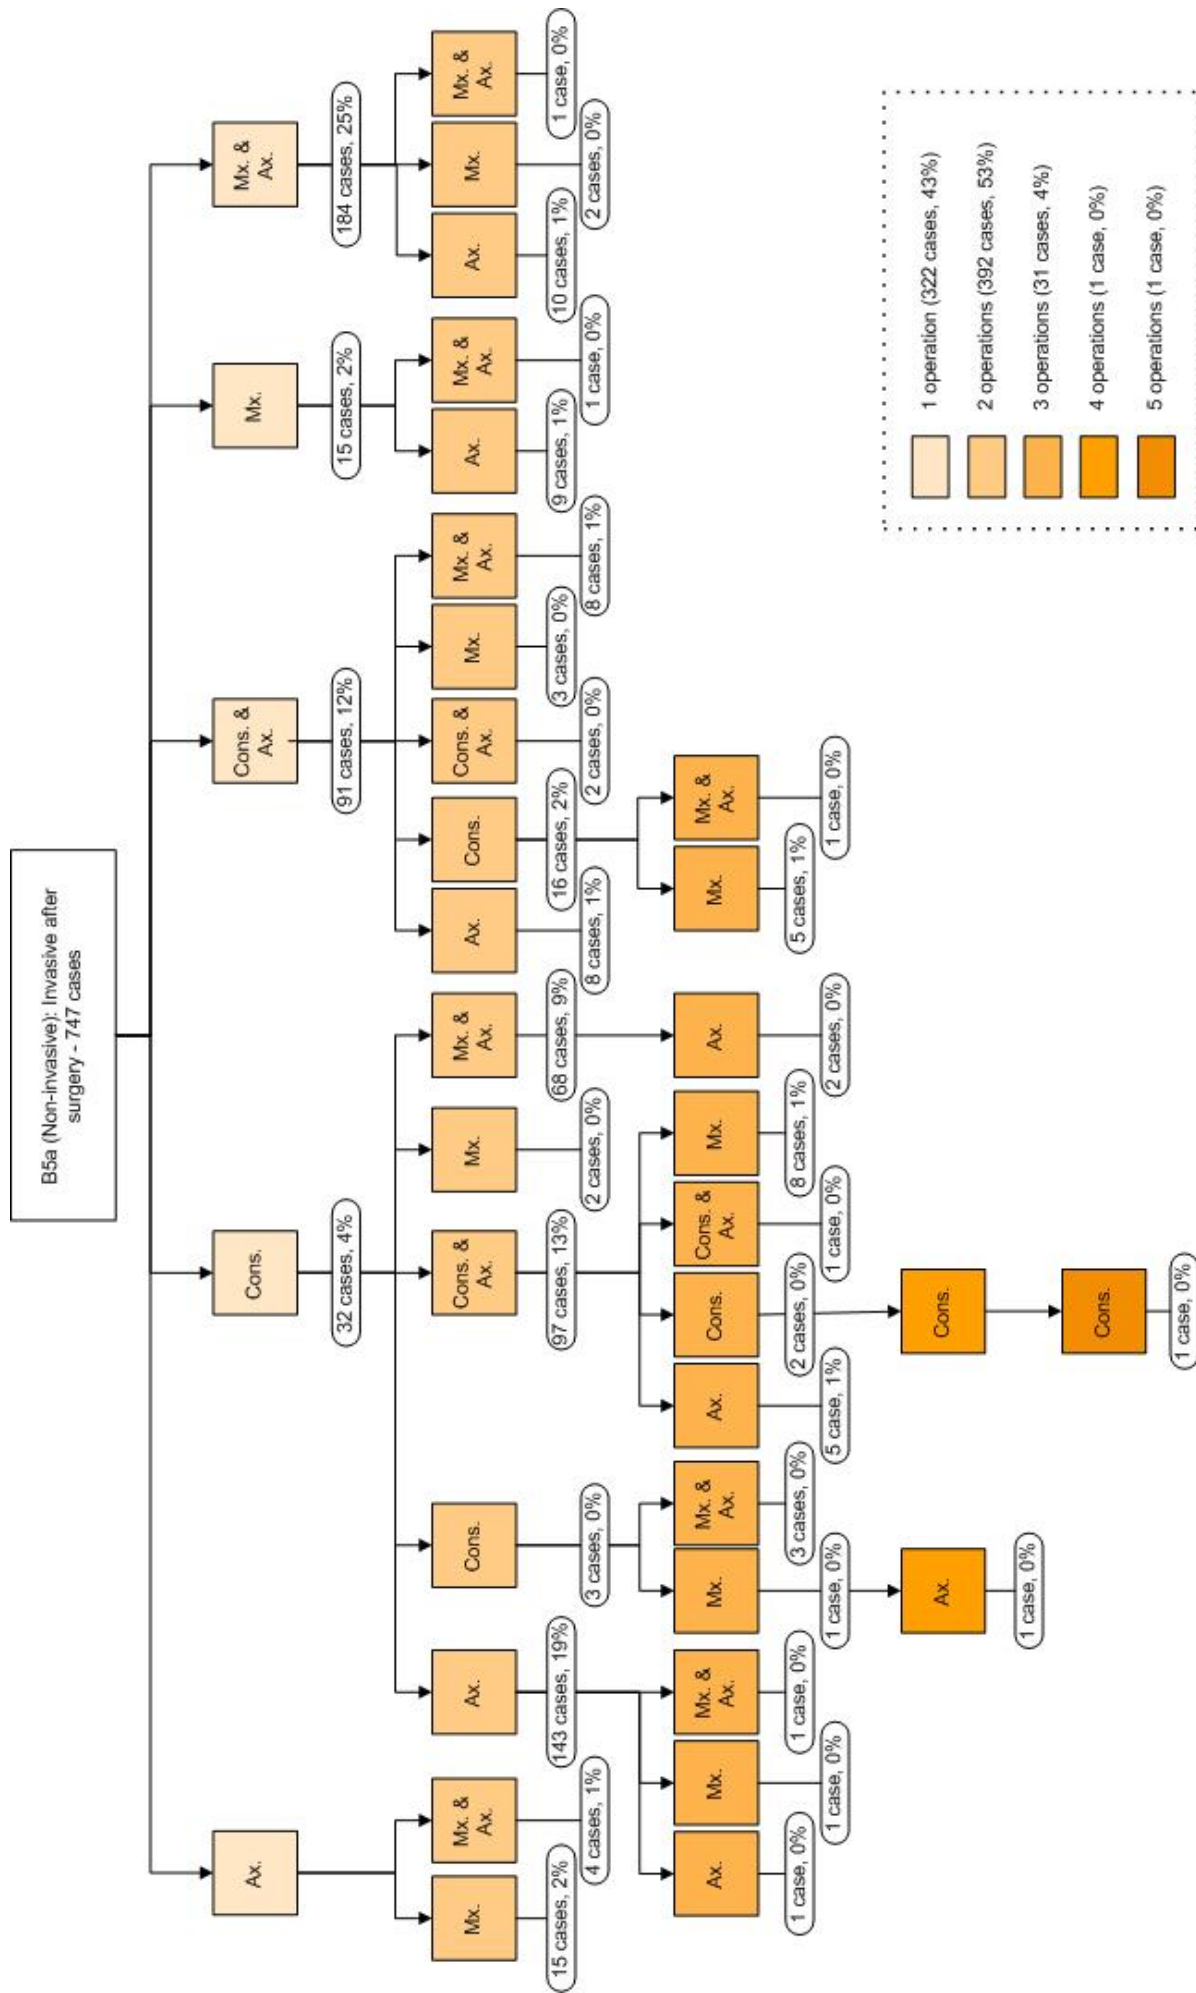 B5a (Non-invasive): Invasive after
surgery - 747 cases
Ax.
Cons.
Cons. &
Ax.
Mx.
Mx. &
Ax.
32 cases, 4%
91 cases, 12%
15 cases, 2%
184 cases, 25%
Mx.
Mx. &
Ax.
Ax.
Cons.
Cons. &
Ax.
Mx.
Mx. &
Ax.
Ax.
Cons.
Cons. &
Ax.
Mx.
Mx. &
Ax.
Ax.
Mx. &
Ax.
Ax.
Mx.
Mx. &
Ax.
15 cases, 2%
4 cases, 1%
143 cases, 19%
3 cases, 0%
97 cases, 13%
2 cases, 0%
68 cases, 9%
8 cases, 1%
16 cases, 2%
2 cases, 0%
3 cases, 0%
8 cases, 1%
9 cases, 1%
1 case, 0%
10 cases, 1%
2 cases, 0%
1 case, 0%
Ax.
Mx.
Mx. &
Ax.
Mx.
Mx. &
Ax.
Ax.
Cons.
Cons. &
Ax.
Mx.
Ax.
Mx.
Mx. &
Ax.
1 case, 0%
1 case, 0%
1 case, 0%
1 case, 0%
3 cases, 0%
5 case, 1%
2 cases, 0%
1 case, 0%
8 cases, 1%
2 cases, 0%
5 cases, 1%
1 case, 0%
Ax.
Cons.
1 case, 0%
Cons.
1 case, 0%
1 operation (322 cases, 43%)
2 operations (392 cases, 53%)
3 operations (31 cases, 4%)
4 operations (1 case, 0%)
5 operations (1 case, 0%)